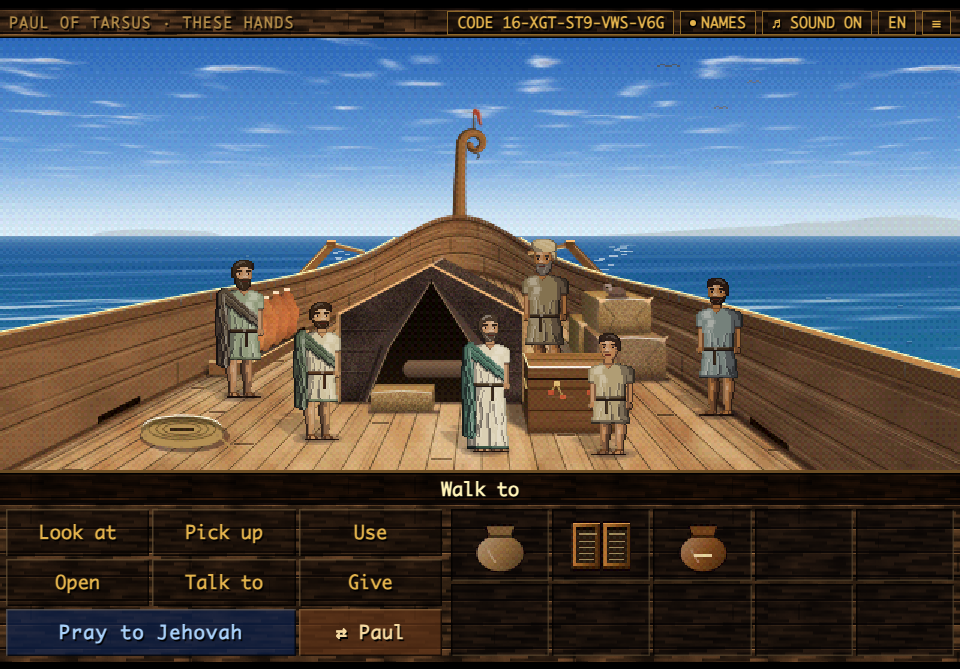 PAUL OF TARSUS · THESE HANDS
CODE 16-XGT-ST9-VWS-V6G
• NAMES
♬ SOUND ON
EN
≡
Walk to
Look at
Pick up
Use
Open
Talk to
Give
Pray to Jehovah
⇄ Paul